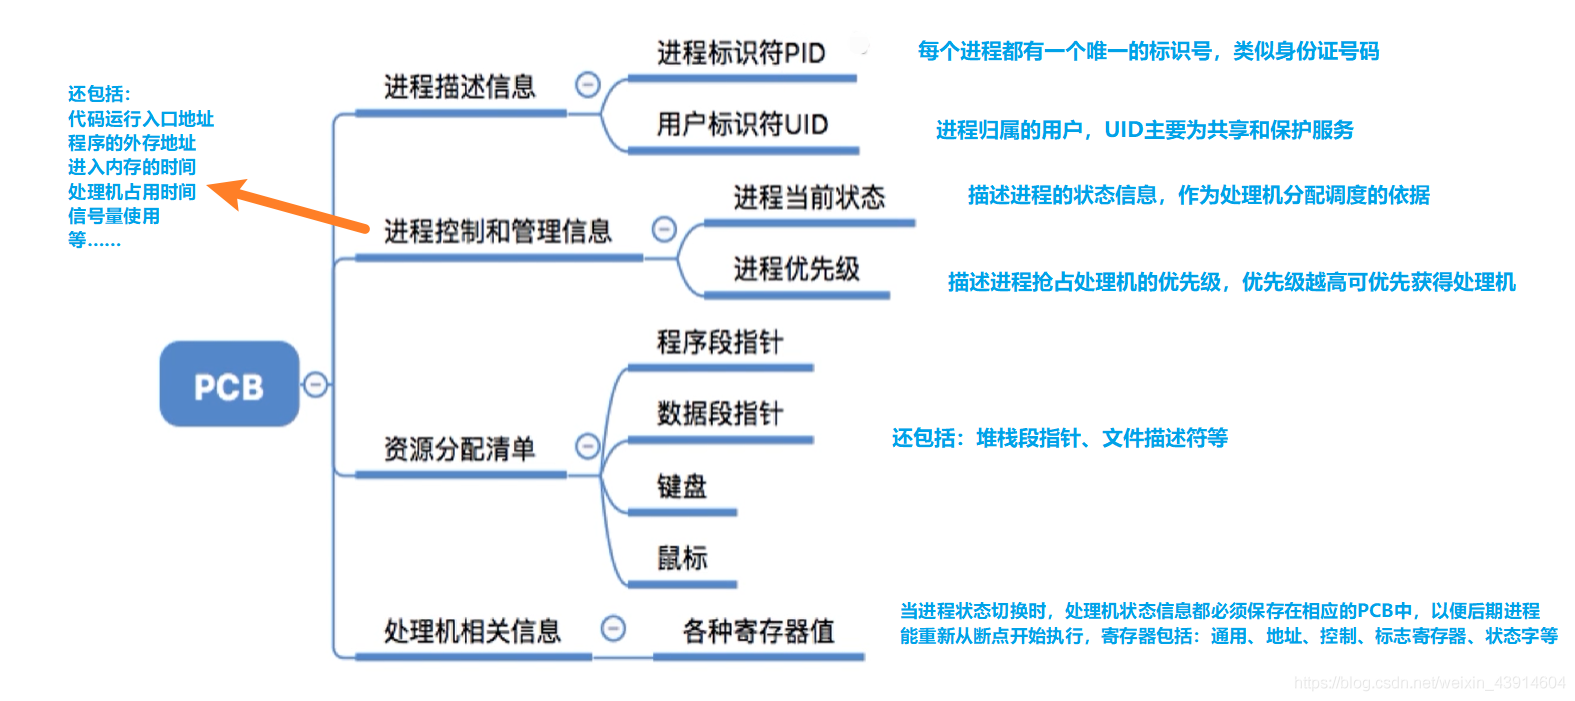 进程标识符PID
每个进程都有一个唯一的标识号，类似身份证号码
进程描述信息
用户标识符UID
进程归属的用户，UID主要为共享和保护服务
还包括：
代码运行入口地址
程序的外存地址
进入内存的时间
处理机占用时间
信号量使用
等……
进程当前状态
描述进程的状态信息，作为处理机分配调度的依据
进程控制和管理信息
进程优先级
描述进程抢占处理机的优先级，优先级越高可优先获得处理机
PCB
程序段指针
数据段指针
资源分配清单
还包括：堆栈段指针、文件描述符等
键盘
鼠标
处理机相关信息
各种寄存器值
当进程状态切换时，处理机状态信息都必须保存在相应的PCB中，以便后期进程
能重新从断点开始执行，寄存器包括：通用、地址、控制、标志寄存器、状态字等
https://blog.csdn.net/weixin_43914604